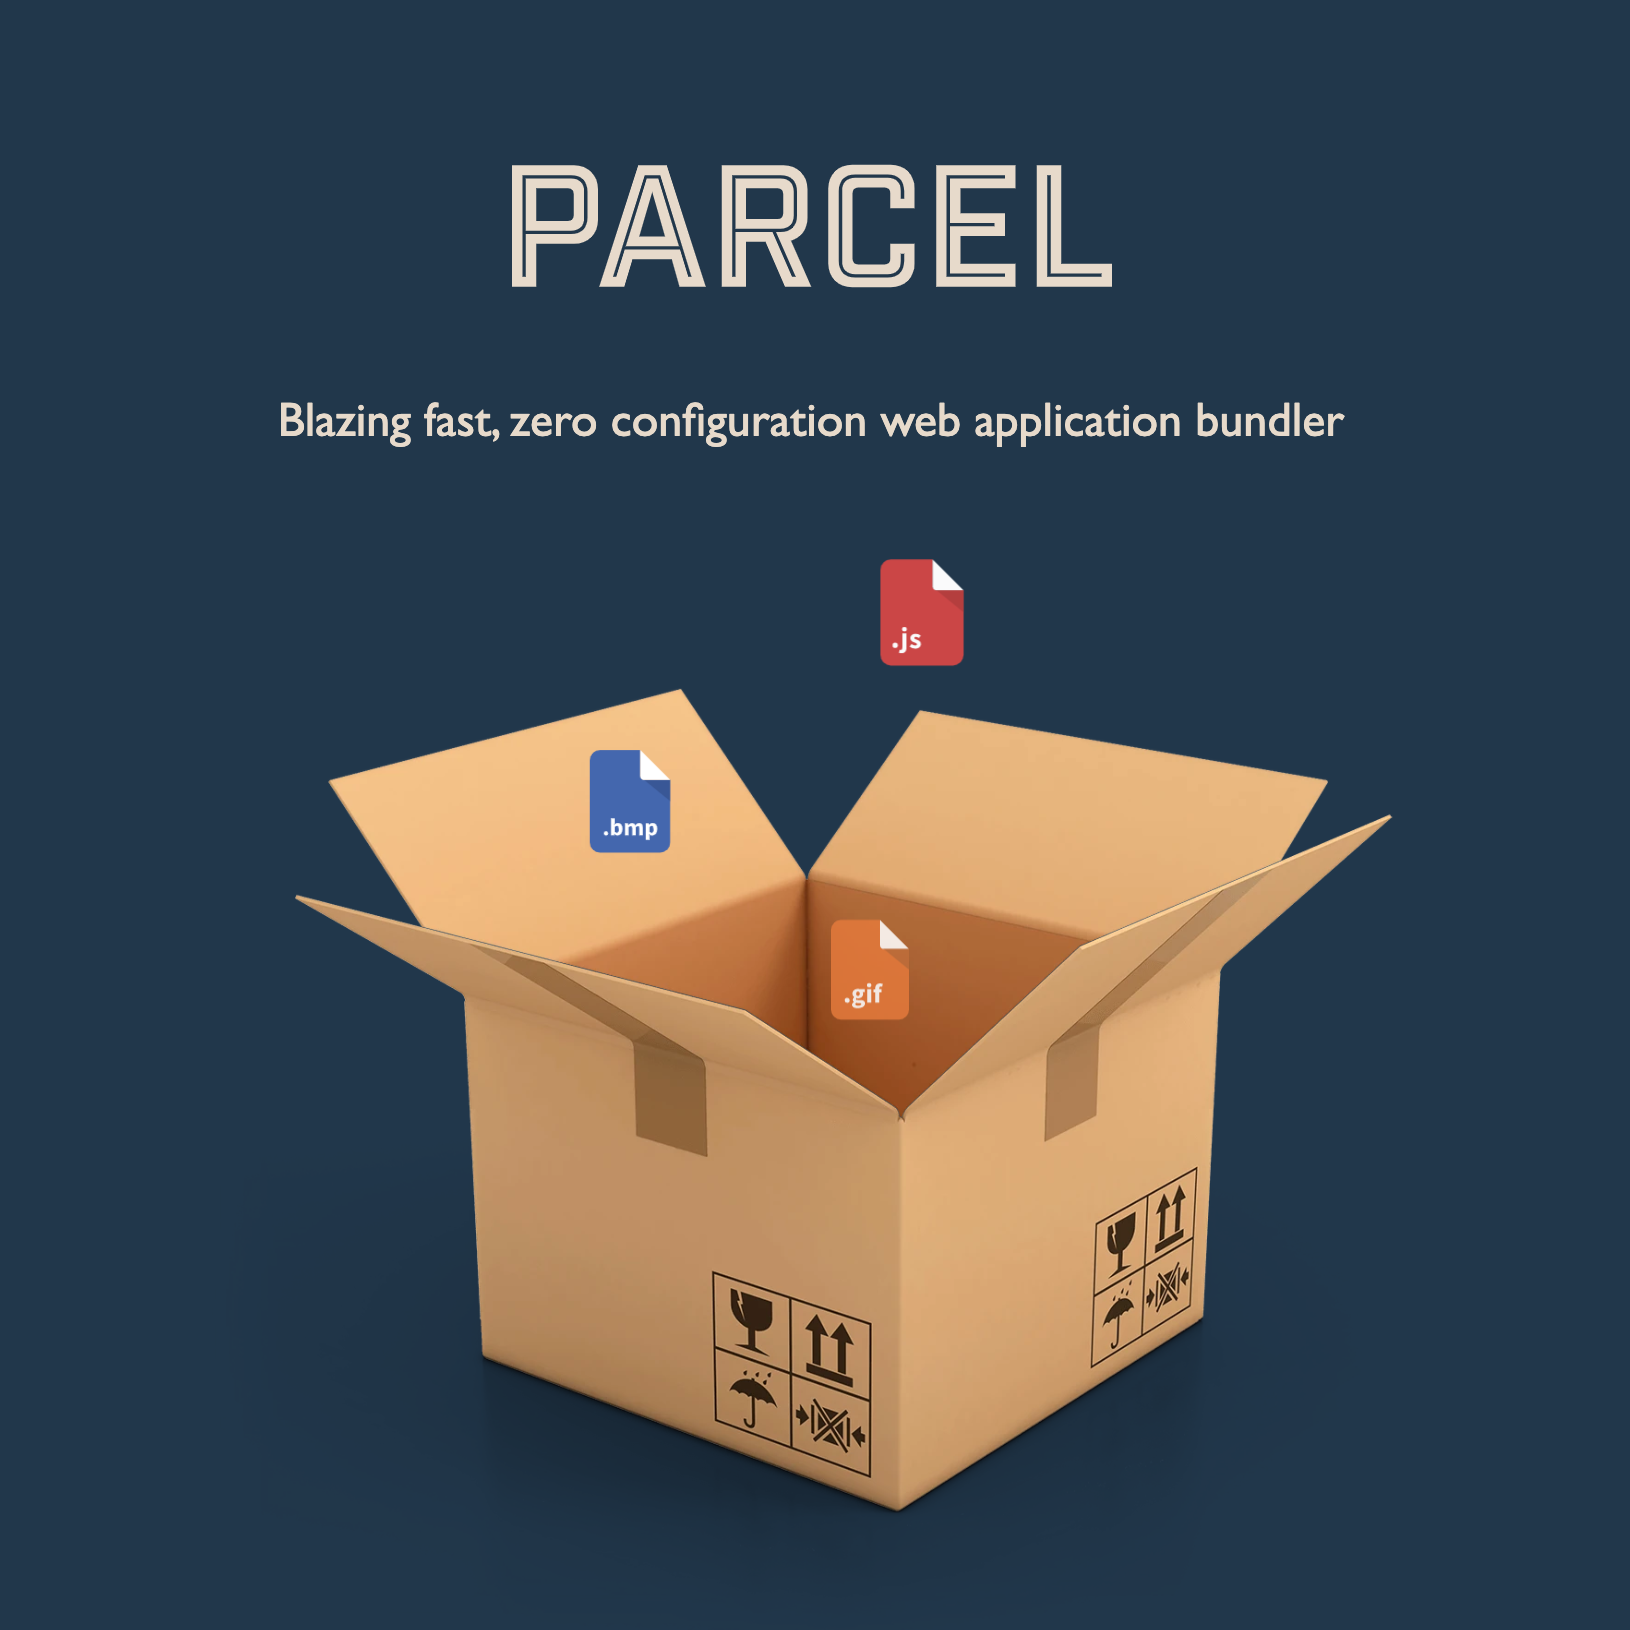 PARCEL
Blazing fast, zero configuration web application bundler
.js
.bmp
.gif